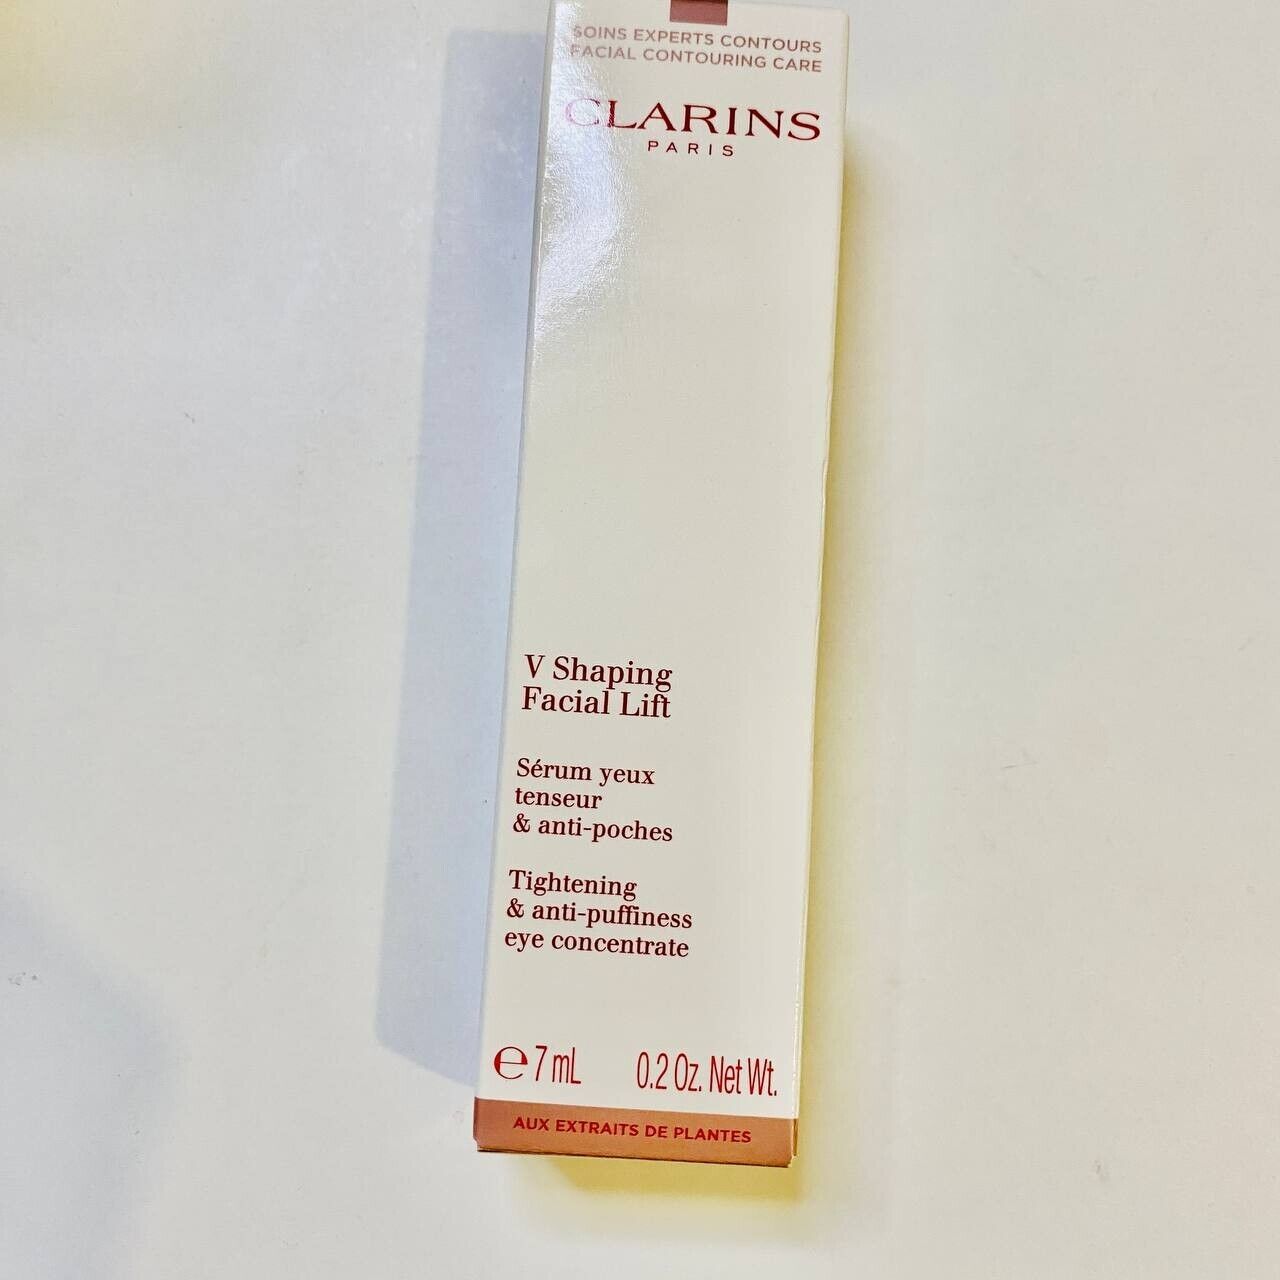 SOINS EXPERTS CONTOURS
FACIAL CONTOURING CARE
CLARINS
PARIS
V Shaping
Facial Lift
Sérum yeux
tenseur
& anti-poches
Tightening
& anti-puffiness
eye concentrate
℮ 7 mL 0.2 Oz. Net Wt.
AUX EXTRAITS DE PLANTES